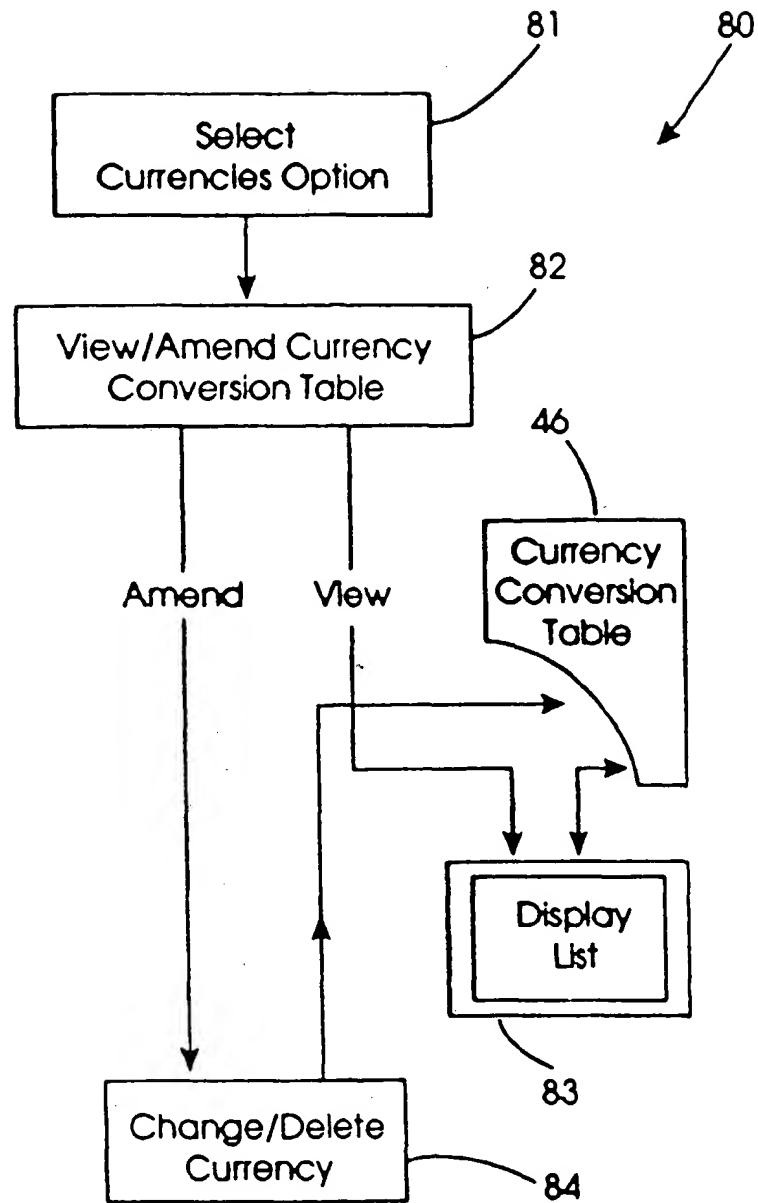 81
80
Select
Currencies Option
82
View/Amend Currency
Conversion Table
46
Currency
Conversion
Table
Amend
View
Display
List
83
Change/Delete
Currency
84